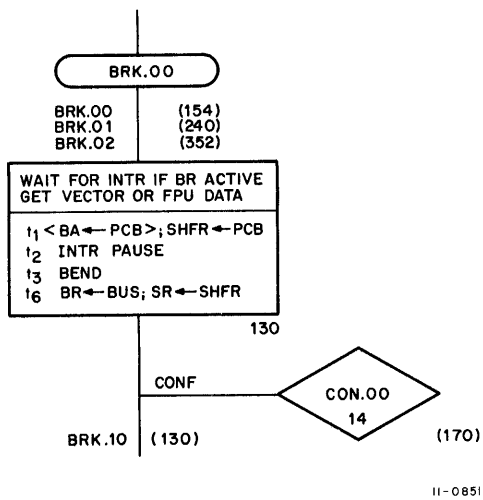 BRK.00
BRK.00 (154)
BRK.01 (240)
BRK.02 (352)
WAIT FOR INTR IF BR ACTIVE
GET VECTOR OR FPU DATA
t1 < BA ← PCB>; SHFR ← PCB
t2 INTR PAUSE
t3 BEND
t6 BR ← BUS; SR ← SHFR
130
CONF
CON.00
14
BRK.10 (130)
(170)